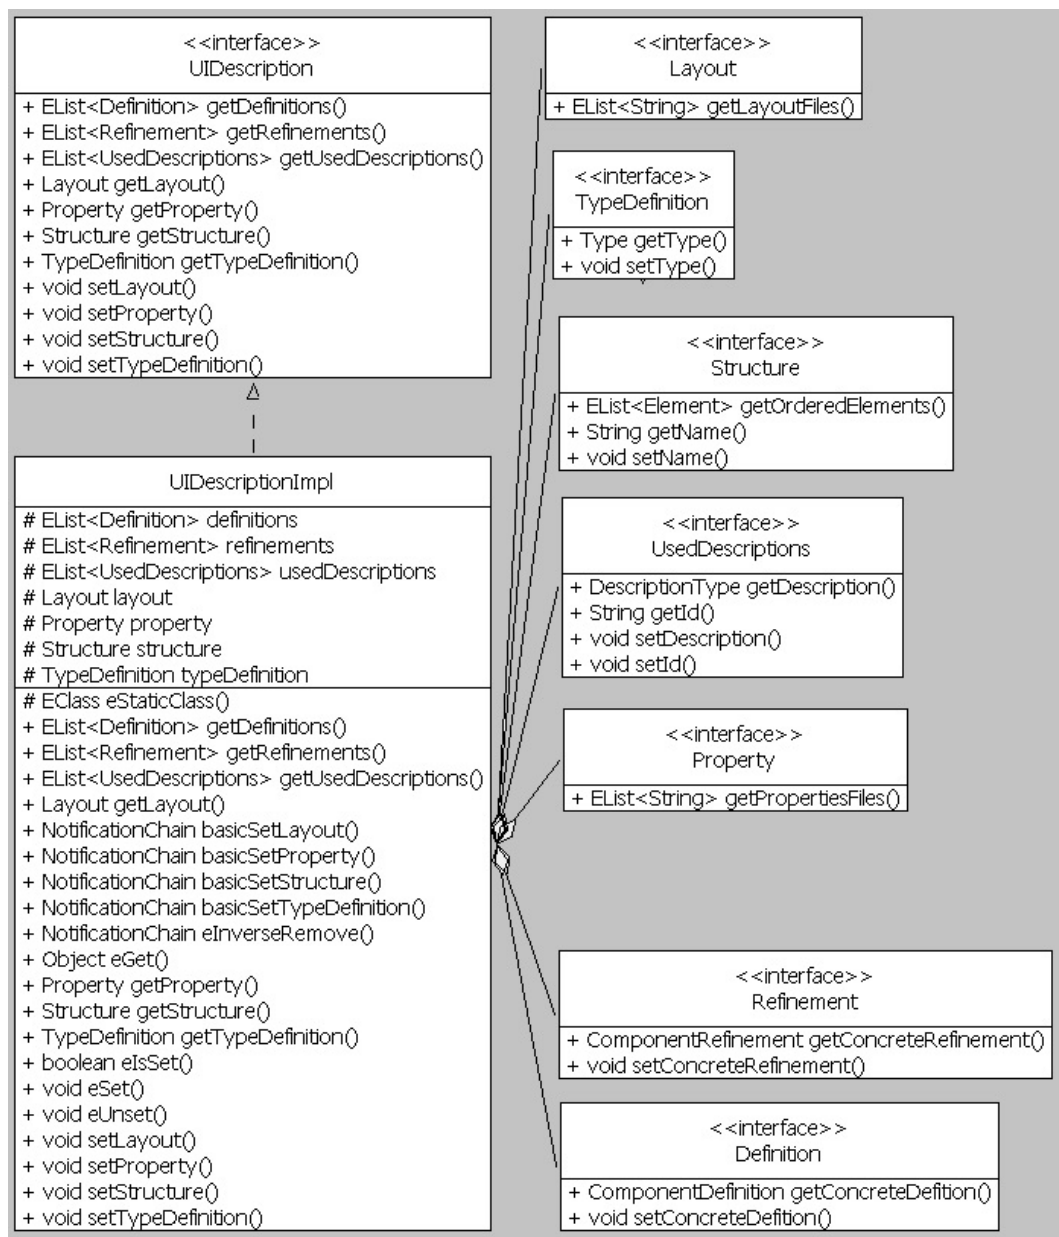 <<interface>>
UIDescription
+ EList<Definition> getDefinitions()
+ EList<Refinement> getRefinements()
+ EList<UsedDescriptions> getUsedDescriptions()
+ Layout getLayout()
+ Property getProperty()
+ Structure getStructure()
+ TypeDefinition getTypeDefinition()
+ void setLayout()
+ void setProperty()
+ void setStructure()
+ void setTypeDefinition()
UIDescriptionImpl
# EList<Definition> definitions
# EList<Refinement> refinements
# EList<UsedDescriptions> usedDescriptions
# Layout layout
# Property property
# Structure structure
# TypeDefinition typeDefinition
# EClass eStaticClass()
+ EList<Definition> getDefinitions()
+ EList<Refinement> getRefinements()
+ EList<UsedDescriptions> getUsedDescriptions()
+ Layout getLayout()
+ NotificationChain basicSetLayout()
+ NotificationChain basicSetProperty()
+ NotificationChain basicSetStructure()
+ NotificationChain basicSetTypeDefinition()
+ NotificationChain eInverseRemove()
+ Object eGet()
+ Property getProperty()
+ Structure getStructure()
+ TypeDefinition getTypeDefinition()
+ boolean eIsSet()
+ void eSet()
+ void eUnset()
+ void setLayout()
+ void setProperty()
+ void setStructure()
+ void setTypeDefinition()
<<interface>>
Layout
+ EList<String> getLayoutFiles()
<<interface>>
TypeDefinition
+ Type getType()
+ void setType()
<<interface>>
Structure
+ EList<Element> getOrderedElements()
+ String getName()
+ void setName()
<<interface>>
UsedDescriptions
+ DescriptionType getDescription()
+ String getId()
+ void setDescription()
+ void setId()
<<interface>>
Property
+ EList<String> getPropertiesFiles()
<<interface>>
Refinement
+ ComponentRefinement getConcreteRefinement()
+ void setConcreteRefinement()
<<interface>>
Definition
+ ComponentDefinition getConcreteDefition()
+ void setConcreteDefition()